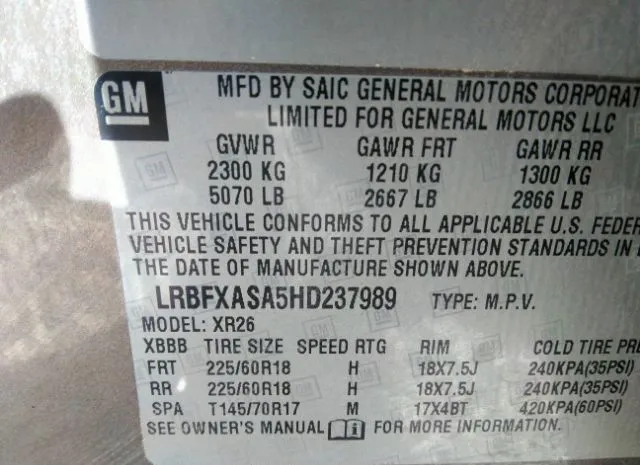 GM
MFD BY SAIC GENERAL MOTORS
LIMITED FOR GENERAL MOTORS LLC
GVWR GAWR FRT GAWR RR
2300 KG 1210 KG 1300 KG
5070 LB 2667 LB 2866 LB
THIS VEHICLE CONFORMS TO ALL APPLICABLE U.S.
VEHICLE SAFETY AND THEFT PREVENTION STANDARDS IN
THE DATE OF MANUFACTURE SHOWN ABOVE.
LRBFXASA5HD237989 TYPE: M.P.V.
MODEL: XR26
XBBB TIRE SIZE SPEED RTG RIM COLD TIRE
FRT 225/60R18 H 18X7.5J 240KPA(35PSI)
RR 225/60R18 H 18X7.5J 240KPA(35PSI)
SPA T145/70R17 M 17X4BT 420KPA(60PSI)
SEE OWNER'S MANUAL FOR MORE INFORMATION.